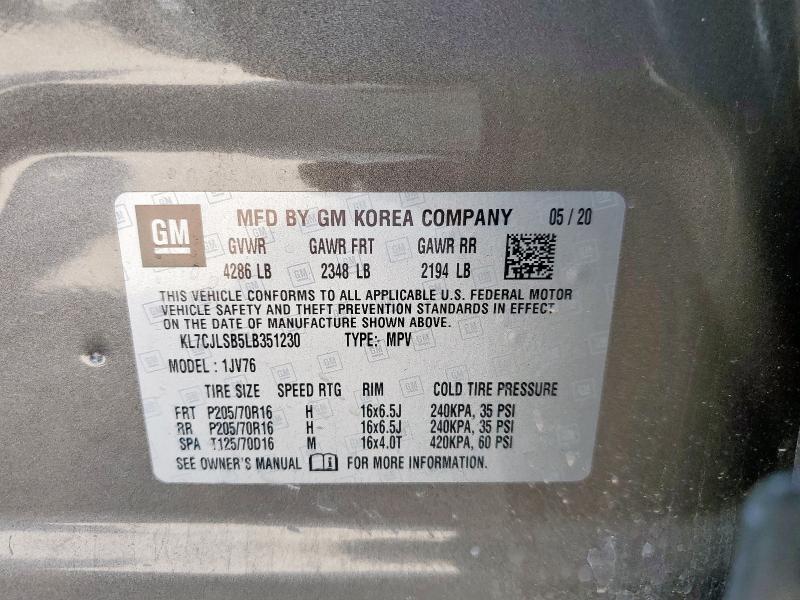 GM MFD BY GM KOREA COMPANY 05 / 20
GVWR GAWR FRT GAWR RR
4286 LB 2348 LB 2194 LB
THIS VEHICLE CONFORMS TO ALL APPLICABLE U.S. FEDERAL MOTOR
VEHICLE SAFETY AND THEFT PREVENTION STANDARDS IN EFFECT
ON THE DATE OF MANUFACTURE SHOWN ABOVE.
KL7CJLSB5LB351230 TYPE: MPV
MODEL : 1JV76
TIRE SIZE SPEED RTG RIM COLD TIRE PRESSURE
FRT P205/70R16 H 16x6.5J 240KPA, 35 PSI
RR P205/70R16 H 16x6.5J 240KPA, 35 PSI
SPA T125/70D16 M 16x4.0T 420KPA, 60 PSI
SEE OWNER'S MANUAL FOR MORE INFORMATION.